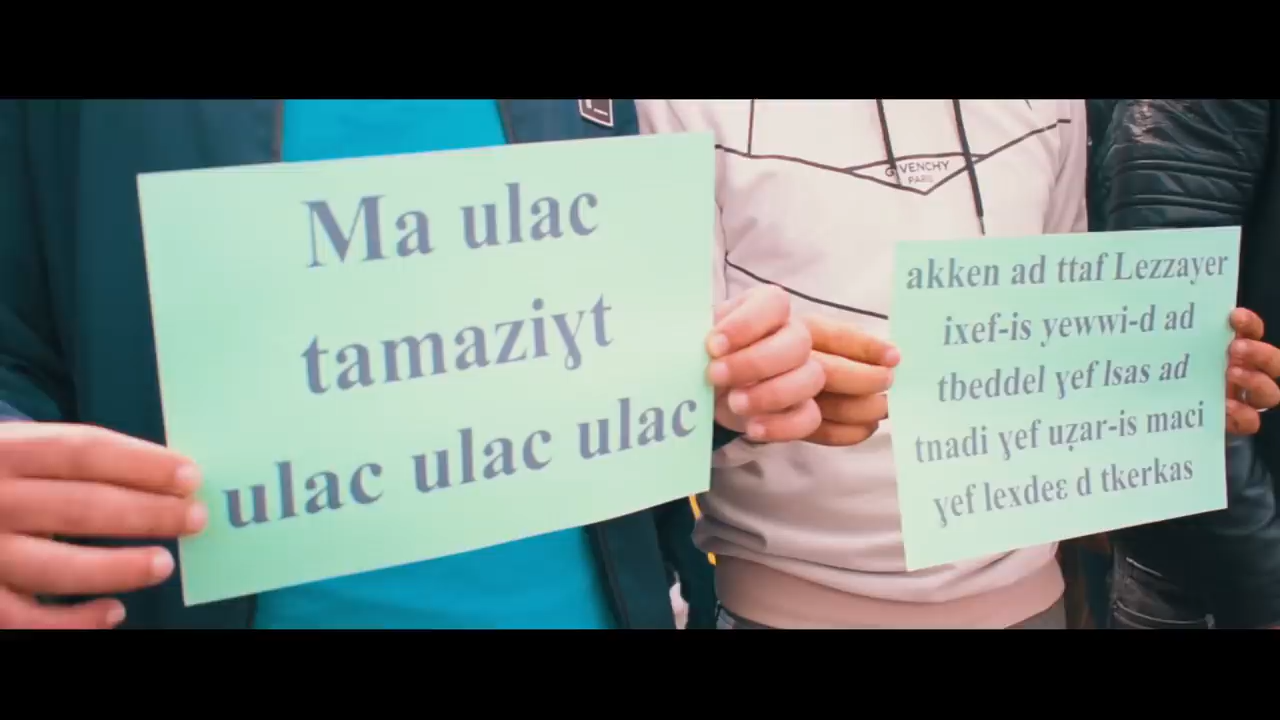 Ma ulac
tamaziɣt
ulac ulac ulac
GIVENCHY
PARIS
akken ad ttaf Lezzayer
ixef-is yewwi-d ad
tbeddel ɣef lsas ad
tnadi ɣef uẓar-is maci
ɣef lexdeɛ d tkerkas